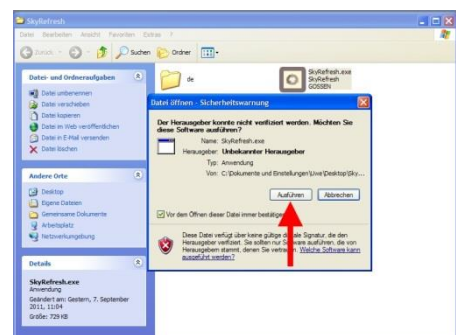 SkyRefresh
Datei Bearbeiten Ansicht Favoriten Extras ?
Zurück
Suchen
Ordner
Datei- und Ordneraufgaben
Datei umbenennen
Datei verschieben
Datei kopieren
Datei im Web veröffentlichen
Datei in E-Mail versenden
Datei löschen
Andere Orte
Desktop
Eigene Dateien
Gemeinsame Dokumente
Arbeitsplatz
Netzwerkumgebung
Details
SkyRefresh.exe
Anwendung
Geändert am: Gestern, 7. September
2011, 11:04
Größe: 729 KB
de
SkyRefresh.exe
SkyRefresh
GOSSEN
Datei öffnen - Sicherheitswarnung
Der Herausgeber konnte nicht verifiziert werden. Möchten Sie
diese Software ausführen?
Name: SkyRefresh.exe
Herausgeber: Unbekannter Herausgeber
Typ: Anwendung
Von: C:\Dokumente und Einstellungen\Uwe\Desktop\Sky...
Ausführen
Abbrechen
Vor dem Öffnen dieser Datei immer bestätigen
Diese Datei verfügt über keine gültige digitale Signatur, die den
Herausgeber verifiziert. Sie sollten nur Software ausführen, die von
Herausgebern stammt, denen Sie vertrauen. Welche Software kann
ausgeführt werden?